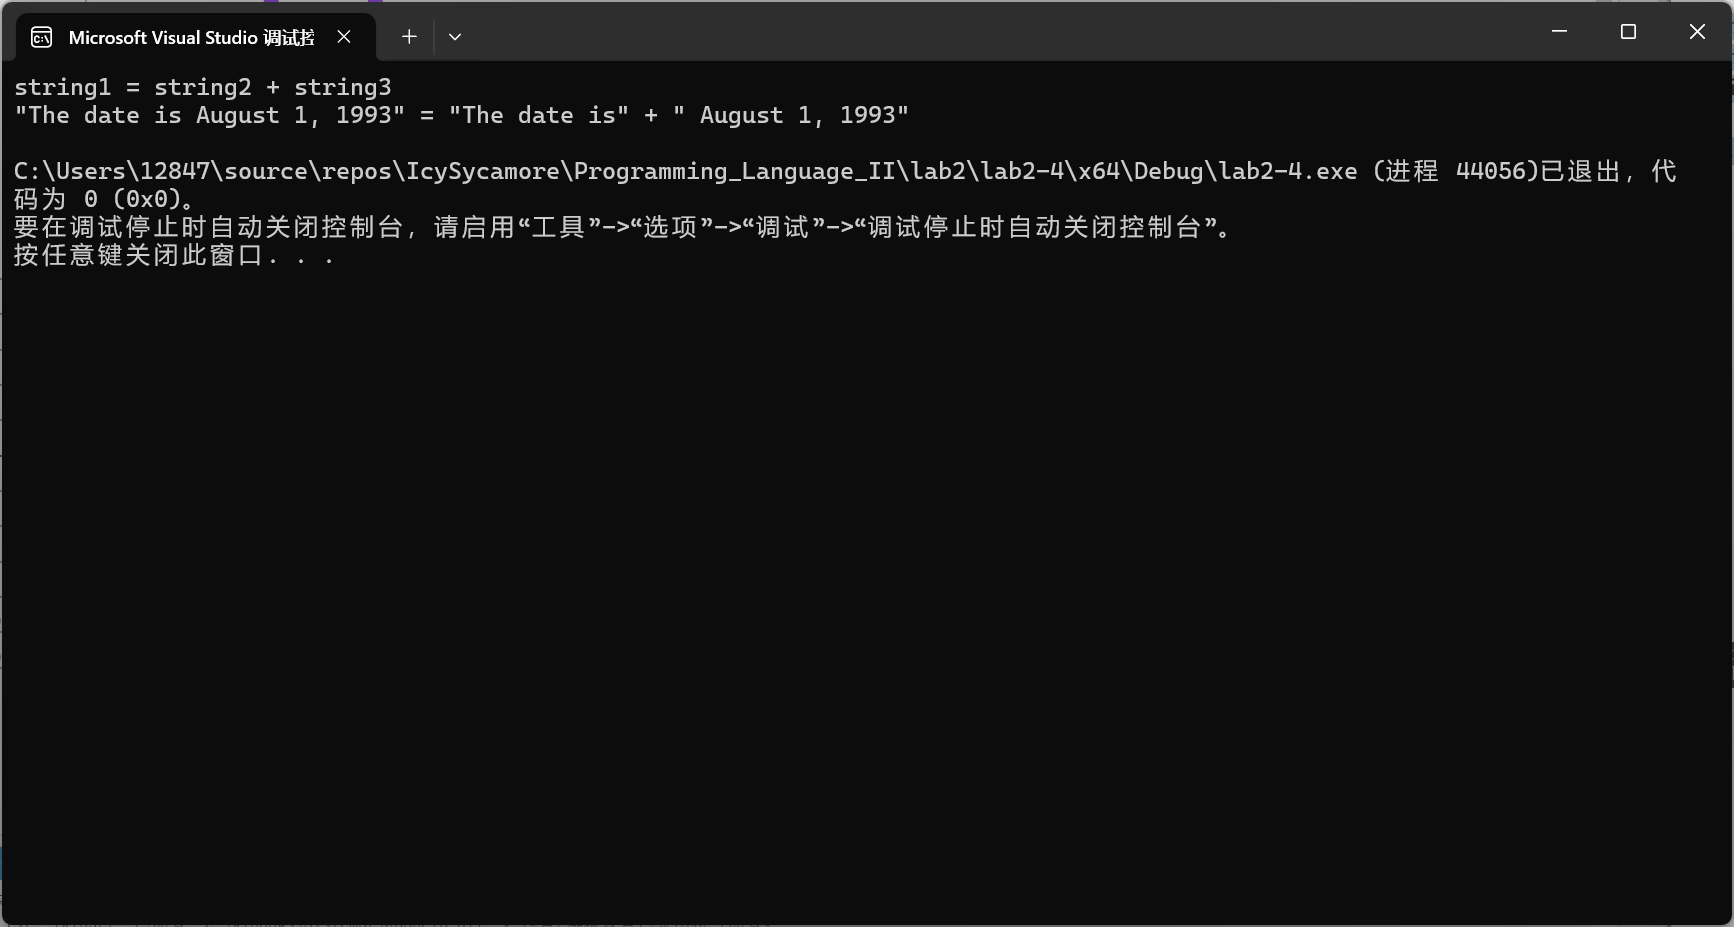 Microsoft Visual Studio 调试控
string1 = string2 + string3
"The date is August 1, 1993" = "The date is" + " August 1, 1993"
C:\Users\12847\source\repos\IcySycamore\Programming_Language_II\lab2\lab2-4\x64\Debug\lab2-4.exe (进程 44056)已退出，代
码为 0 (0x0)。
要在调试停止时自动关闭控制台，请启用“工具”->“选项”->“调试”->“调试停止时自动关闭控制台”。
按任意键关闭此窗口. . .